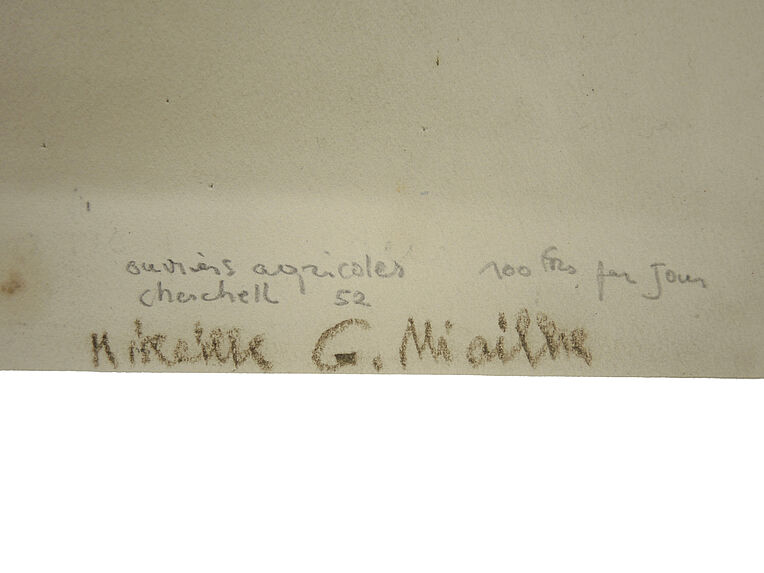 ouvriers agricoles 100 frs par Jour
cherchell 52
Mireille G. Miailhe